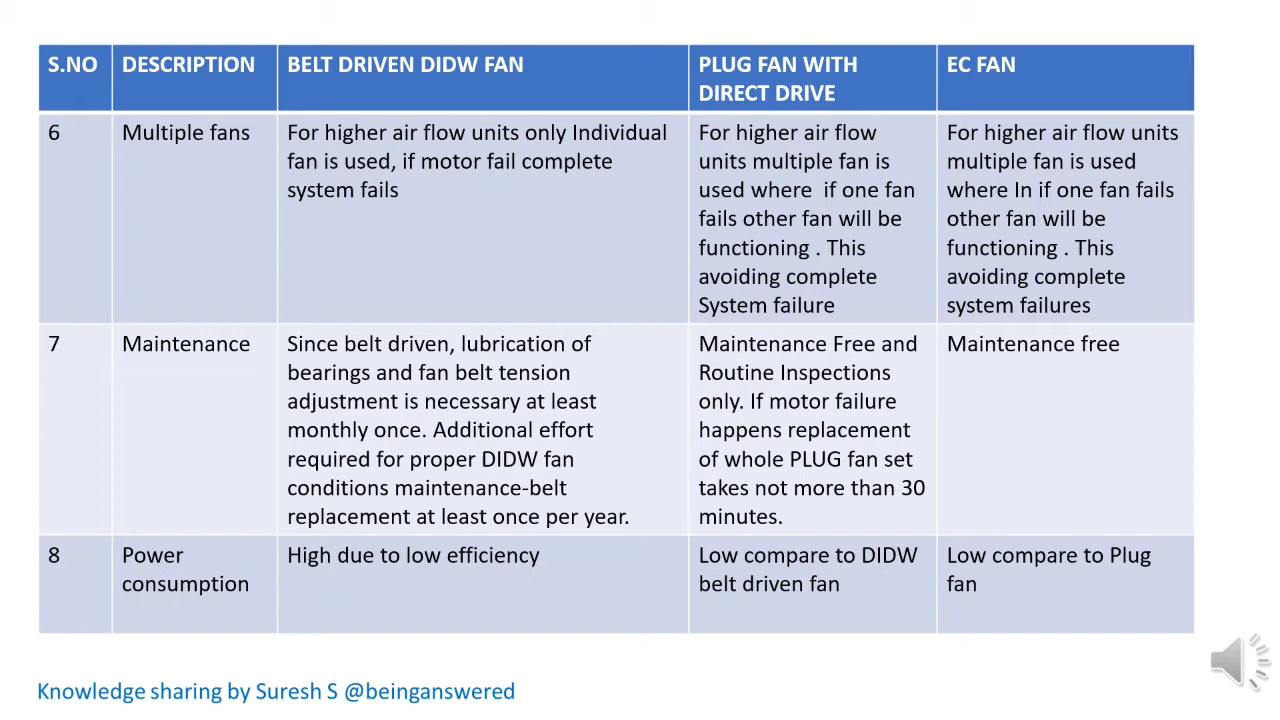 S.NO
DESCRIPTION
BELT DRIVEN DIDW FAN
PLUG FAN WITH
DIRECT DRIVE
EC FAN
6
Multiple fans
For higher air flow units only Individual
fan is used, if motor fail complete
system fails
For higher air flow
units multiple fan is
used where  if one fan
fails other fan will be
functioning . This
avoiding complete
System failure
For higher air flow units
multiple fan is used
where In if one fan fails
other fan will be
functioning . This
avoiding complete
system failures
7
Maintenance
Since belt driven, lubrication of
bearings and fan belt tension
adjustment is necessary at least
monthly once. Additional effort
required for proper DIDW fan
conditions maintenance-belt
replacement at least once per year.
Maintenance Free and
Routine Inspections
only. If motor failure
happens replacement
of whole PLUG fan set
takes not more than 30
minutes.
Maintenance free
8
Power
consumption
High due to low efficiency
Low compare to DIDW
belt driven fan
Low compare to Plug
fan
Knowledge sharing by Suresh S @beinganswered